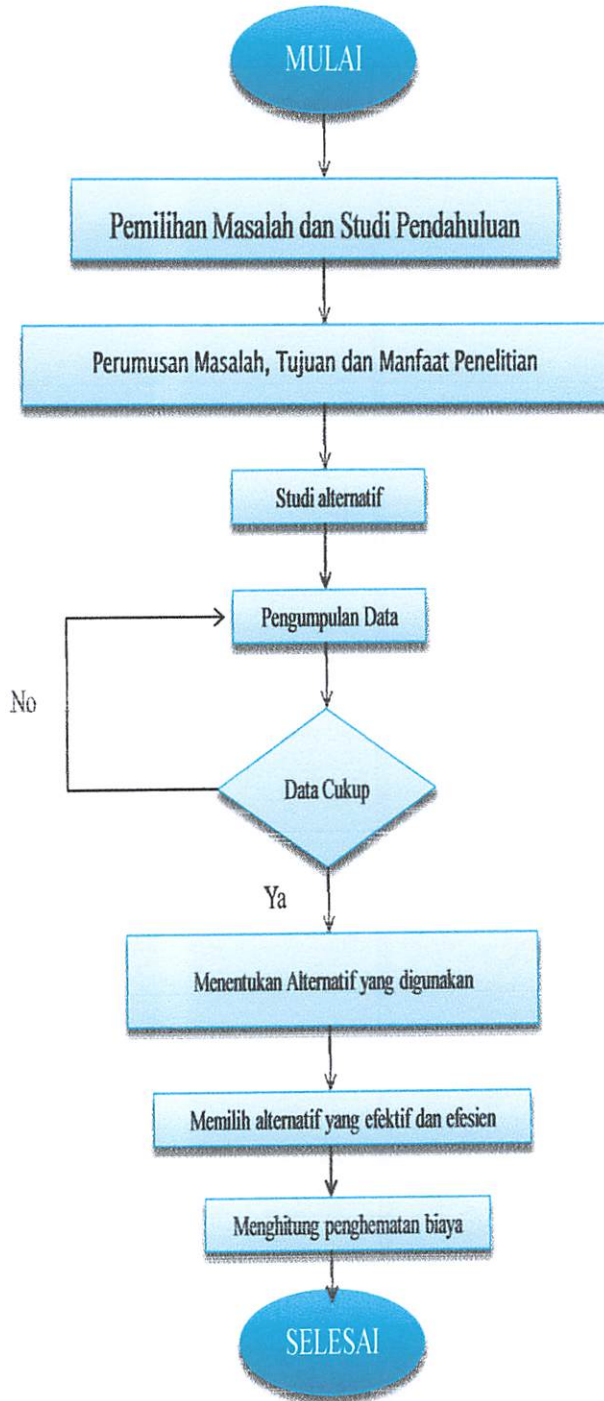 MULAI
Pemilihan Masalah dan Studi Pendahuluan
Perumusan Masalah, Tujuan dan Manfaat Penelitian
Studi alternatif
Pengumpulan Data
No
Data Cukup
Ya
Menentukan Alternatif yang digunakan
Memilih alternatif yang efektif dan efesien
Menghitung penghematan biaya
SELESAI